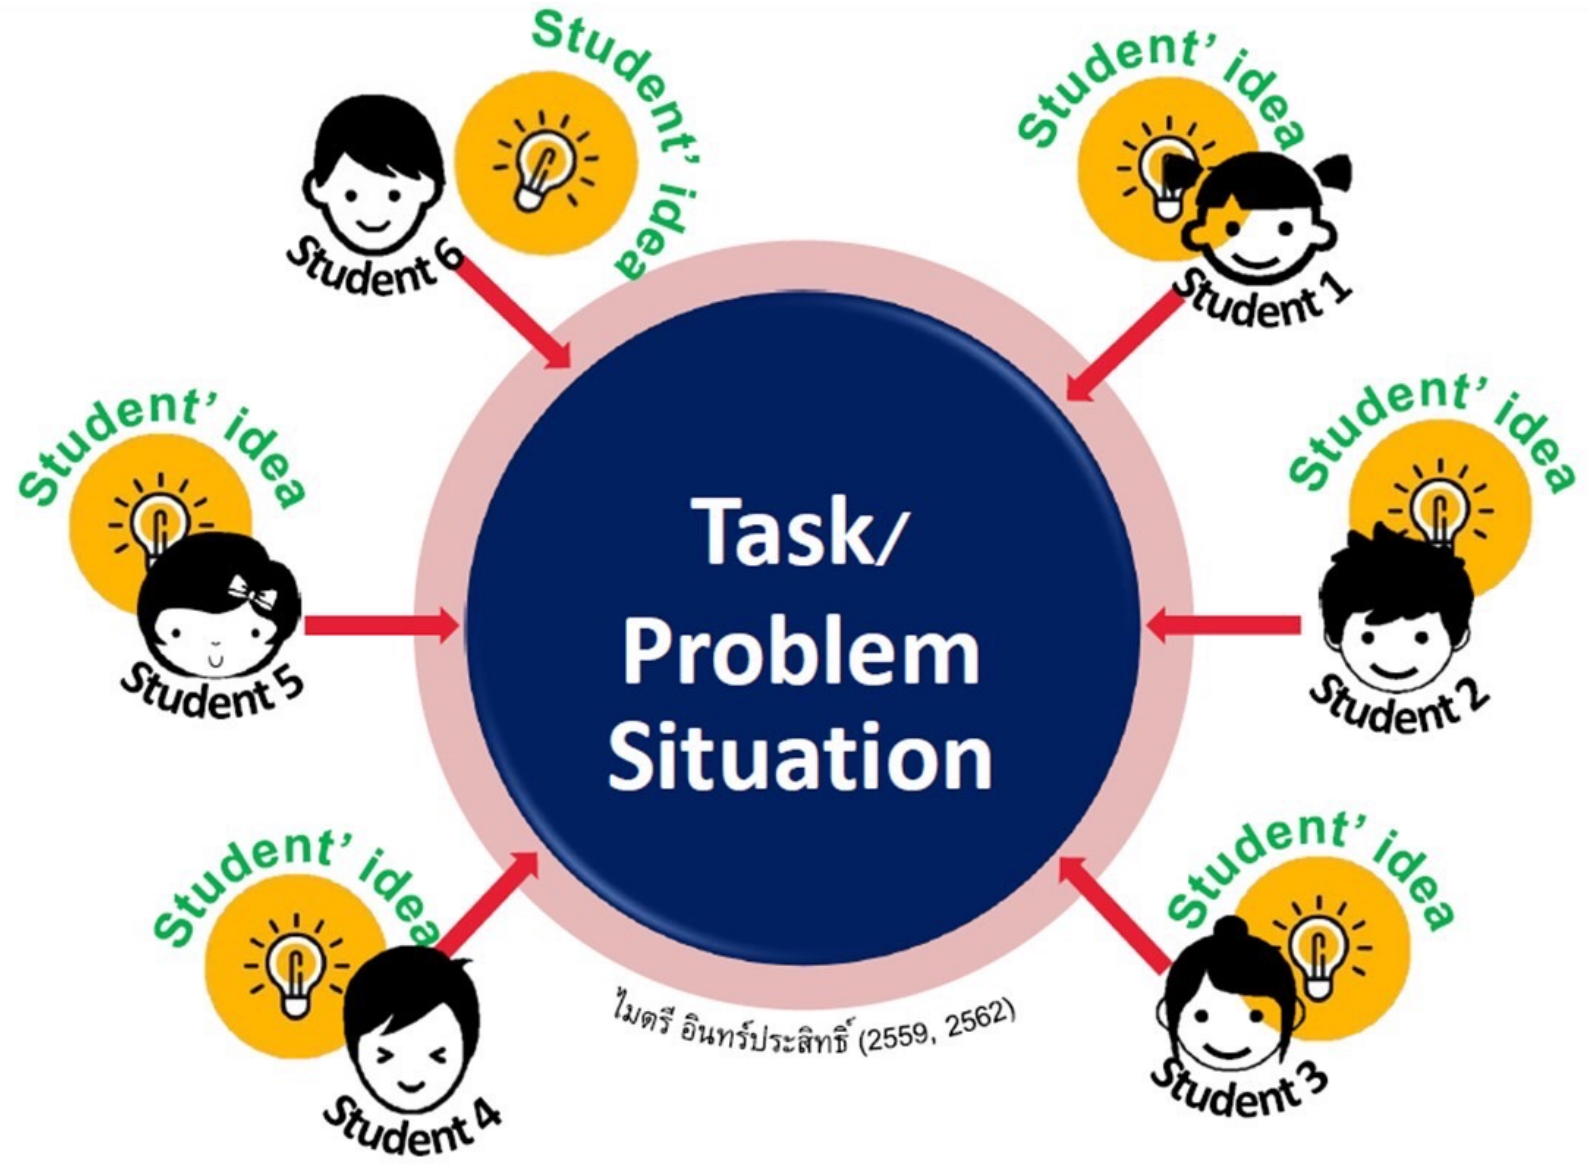 Student' idea
Student 6
Student' idea
Student 1
Student' idea
Student 5
Student' idea
Student 2
Task/
Problem
Situation
Student' idea
Student 4
Student' idea
Student 3
ไมตรี อินทร์ประสิทธิ์ (2559, 2562)